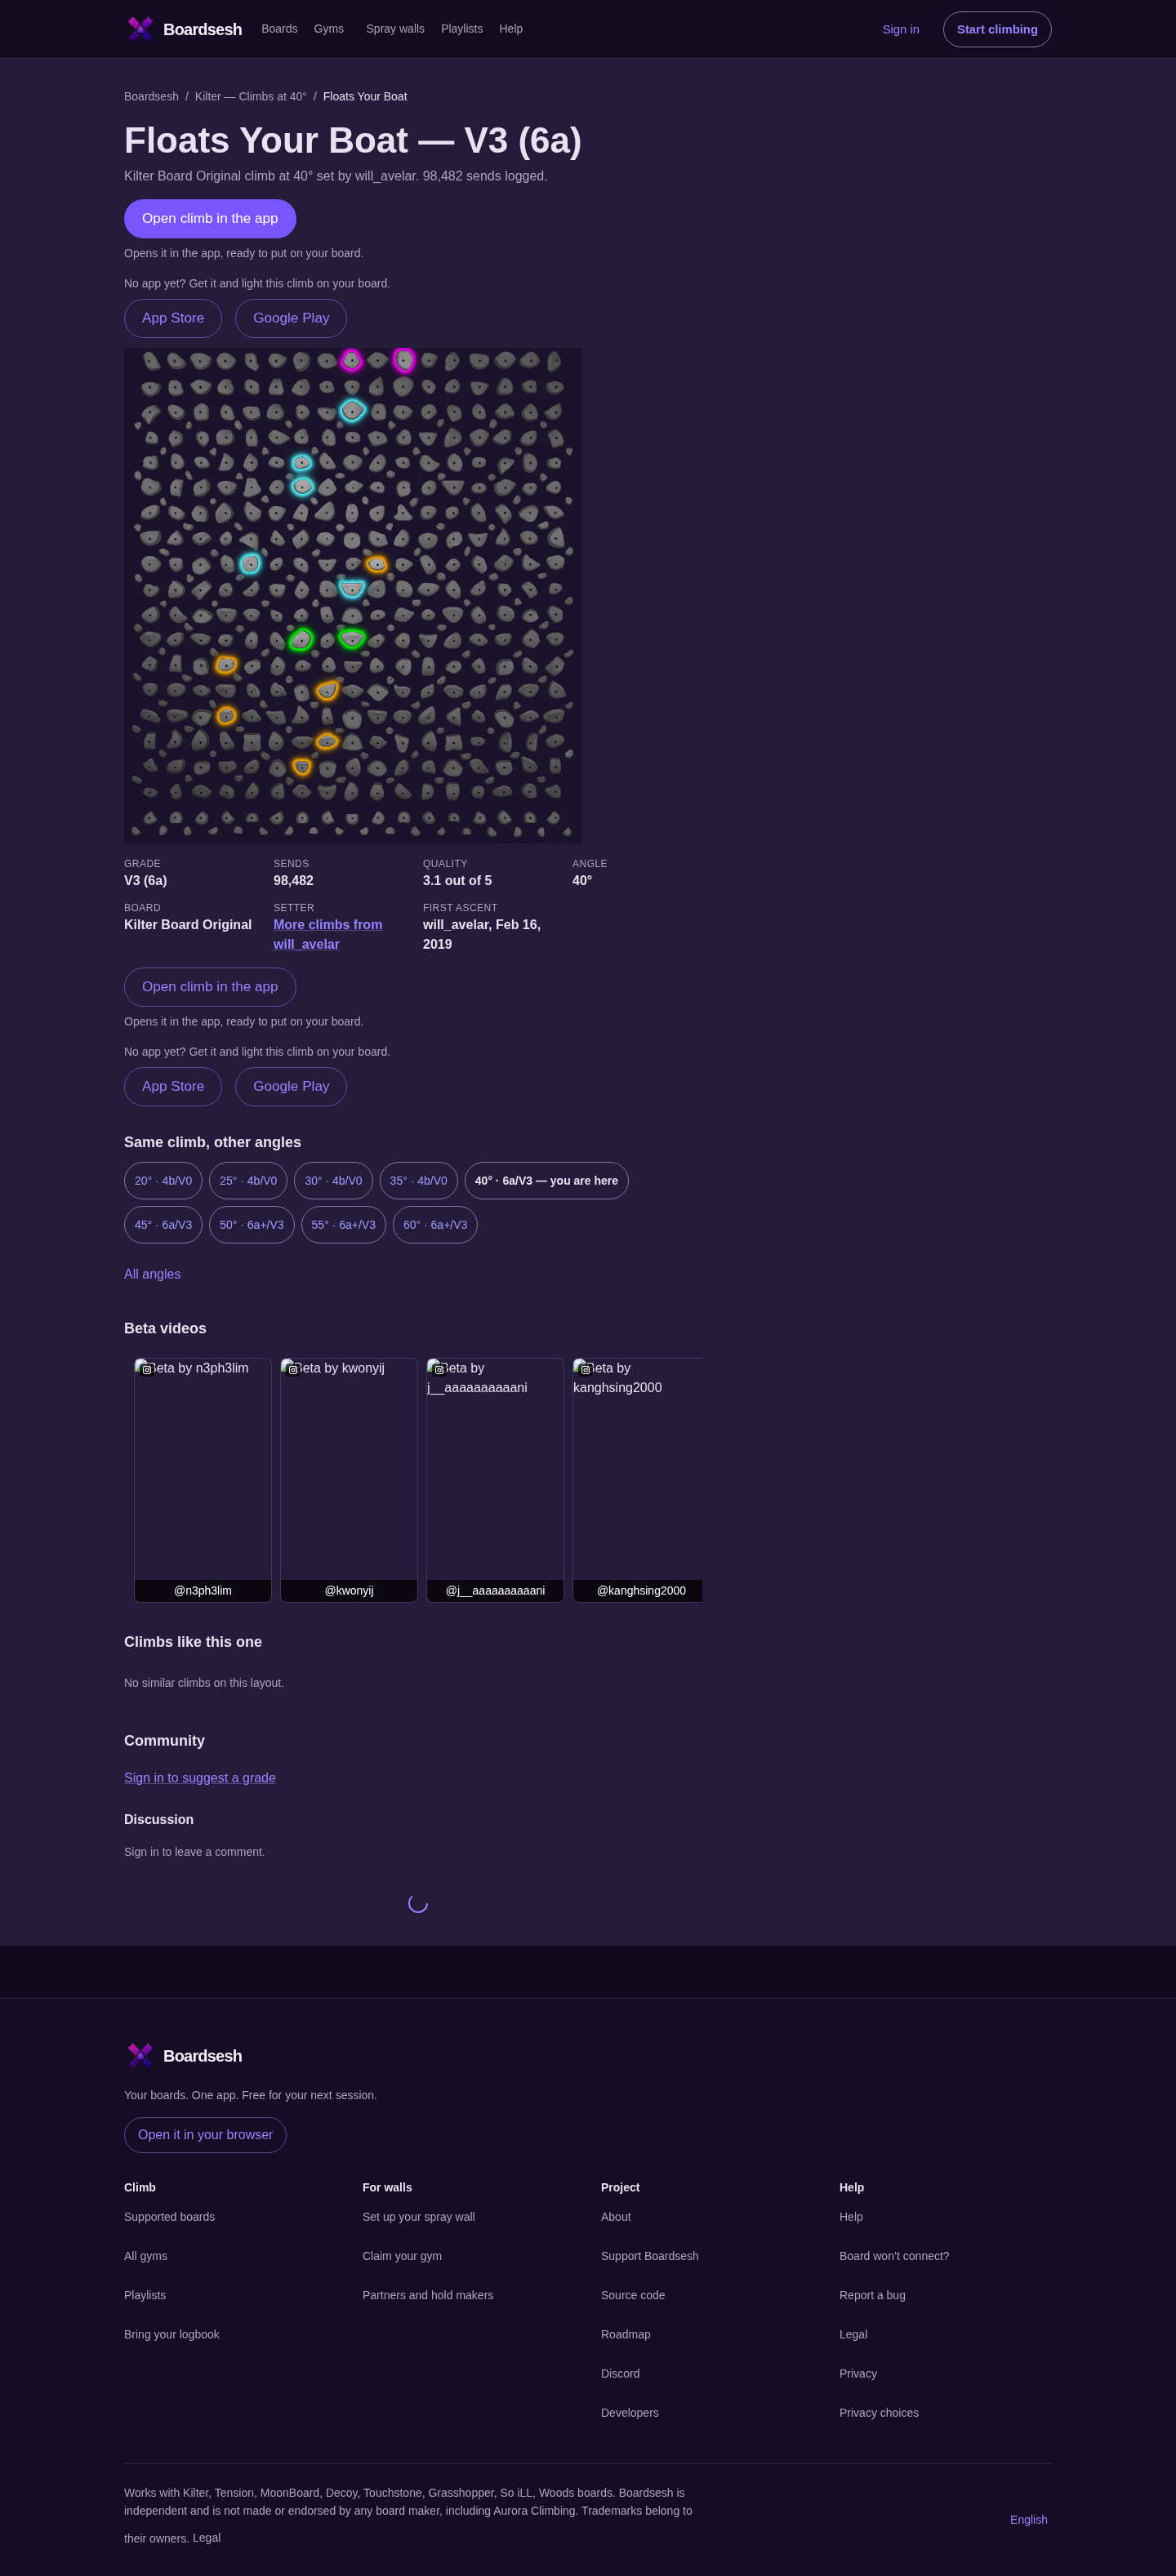 Boardsesh Boards Gyms Spray walls Playlists Help Sign in Start climbing
Boardsesh / Kilter — Climbs at 40° / Floats Your Boat
Floats Your Boat — V3 (6a)
Kilter Board Original climb at 40° set by will_avelar. 98,482 sends logged.
Open climb in the app
Opens it in the app, ready to put on your board.
No app yet? Get it and light this climb on your board.
App Store Google Play
GRADE SENDS QUALITY ANGLE
V3 (6a) 98,482 3.1 out of 5 40°
BOARD SETTER FIRST ASCENT
Kilter Board Original More climbs from will_avelar, Feb 16,
will_avelar 2019
Open climb in the app
Opens it in the app, ready to put on your board.
No app yet? Get it and light this climb on your board.
App Store Google Play
Same climb, other angles
20° · 4b/V0 25° · 4b/V0 30° · 4b/V0 35° · 4b/V0 40° · 6a/V3 — you are here
45° · 6a/V3 50° · 6a+/V3 55° · 6a+/V3 60° · 6a+/V3
All angles
Beta videos
Beta by n3ph3lim Beta by kwonyij Beta by Beta by
j__aaaaaaaaaani kanghsing2000
@n3ph3lim @kwonyij @j__aaaaaaaaaani @kanghsing2000
Climbs like this one
No similar climbs on this layout.
Community
Sign in to suggest a grade
Discussion
Sign in to leave a comment.
Boardsesh
Your boards. One app. Free for your next session.
Open it in your browser
Climb For walls Project Help
Supported boards Set up your spray wall About Help
All gyms Claim your gym Support Boardsesh Board won't connect?
Playlists Partners and hold makers Source code Report a bug
Bring your logbook Roadmap Legal
Discord Privacy
Developers Privacy choices
Works with Kilter, Tension, MoonBoard, Decoy, Touchstone, Grasshopper, So iLL, Woods boards. Boardsesh is
independent and is not made or endorsed by any board maker, including Aurora Climbing. Trademarks belong to
their owners. Legal
English